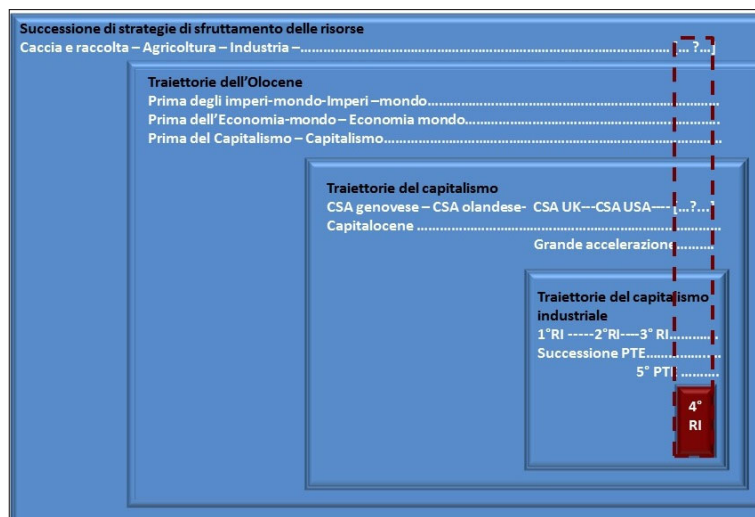 Successione di strategie di sfruttamento delle risorse
Caccia e raccolta – Agricoltura – Industria –……………………………………………………………………….…. [… ?…]
Traiettorie dell'Olocene
Prima degli imperi-mondo-Imperi –mondo…………………………………………………………
Prima dell'Economia-mondo – Economia mondo…………………………………………………
Prima del Capitalismo – Capitalismo…………………………………………………………………
Traiettorie del capitalismo
CSA genovese – CSA olandese- CSA UK---CSA USA---- [...?...]
Capitalocene ……………………………………………………………
Grande accelerazione……….
Traiettorie del capitalismo
industriale
1°RI -----2°RI----3° RI…………
Successione PTE………………..
5° PTE ……….
4°
RI